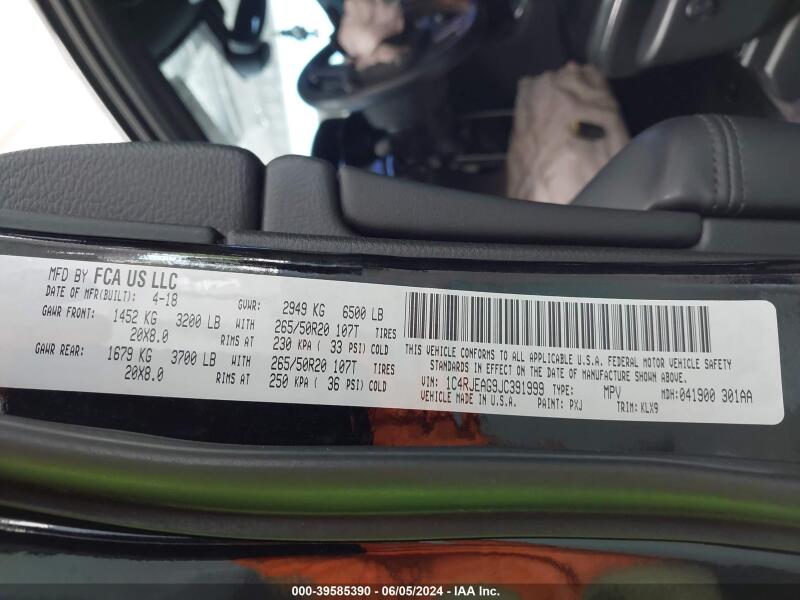 MFD BY FCA US LLC
DATE OF MFR(BUILT): 4-18 GVWR: 2949 KG 6500 LB
GAWR FRONT: 1452 KG 3200 LB WITH 265/50R20 107T TIRES
20X8.0 RIMS AT 230 KPA ( 33 PSI) COLD
GAWR REAR: 1679 KG 3700 LB WITH 265/50R20 107T TIRES
20X8.0 RIMS AT 250 KPA ( 36 PSI) COLD
THIS VEHICLE CONFORMS TO ALL APPLICABLE U.S.A. FEDERAL MOTOR VEHICLE SAFETY
STANDARDS IN EFFECT ON THE DATE OF MANUFACTURE SHOWN ABOVE.
VIN: 1C4RJEAG9JC391999 TYPE: MPV MDH:041900 301AA
VEHICLE MADE IN U.S.A. PAINT: PXJ TRIM: KLX9
000-39585390 - 06/05/2024 - IAA Inc.